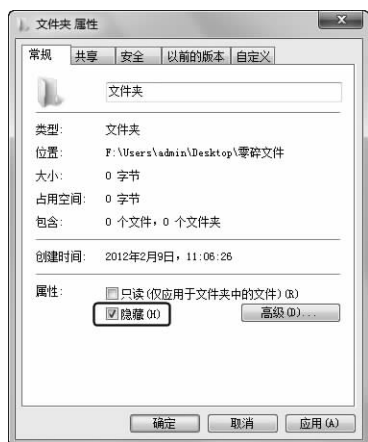 文件夹 属性
常规 共享 安全 以前的版本 自定义
文件夹
类型: 文件夹
位置: F:\Users\admin\Desktop\零碎文件
大小: 0 字节
占用空间: 0 字节
包含: 0 个文件，0 个文件夹
创建时间: 2012年2月9日，11:06:26
属性: 只读(仅应用于文件夹中的文件)(R)
隐藏(H) 高级(D)...
确定 取消 应用(A)